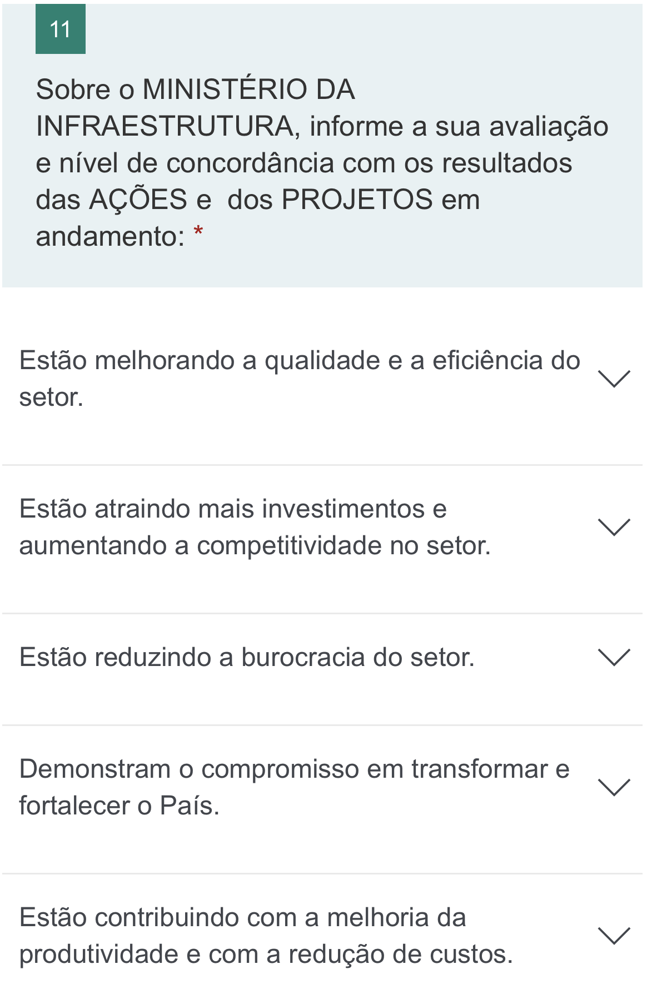 11
Sobre o MINISTÉRIO DA
INFRAESTRUTURA, informe a sua avaliação
e nível de concordância com os resultados
das AÇÕES e  dos PROJETOS em
andamento: *
Estão melhorando a qualidade e a eficiência do
setor.
Estão atraindo mais investimentos e
aumentando a competitividade no setor.
Estão reduzindo a burocracia do setor.
Demonstram o compromisso em transformar e
fortalecer o País.
Estão contribuindo com a melhoria da
produtividade e com a redução de custos.